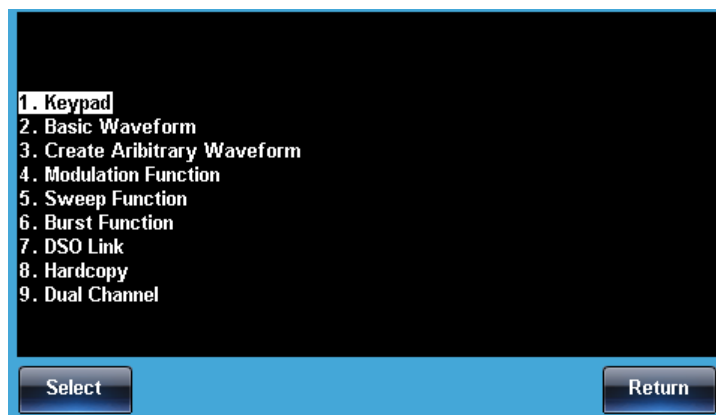 1. Keypad
2. Basic Waveform
3. Create Aribitrary Waveform
4. Modulation Function
5. Sweep Function
6. Burst Function
7. DSO Link
8. Hardcopy
9. Dual Channel
Select Return